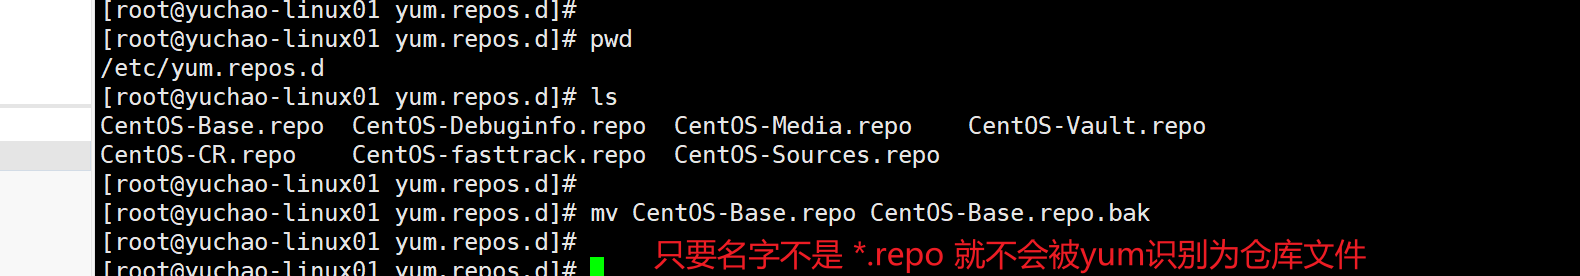 [root@yuchao-linux01 yum.repos.d]#
[root@yuchao-linux01 yum.repos.d]# pwd
/etc/yum.repos.d
[root@yuchao-linux01 yum.repos.d]# ls
CentOS-Base.repo  CentOS-Debuginfo.repo  CentOS-Media.repo    CentOS-Vault.repo
CentOS-CR.repo    CentOS-fasttrack.repo  CentOS-Sources.repo
[root@yuchao-linux01 yum.repos.d]#
[root@yuchao-linux01 yum.repos.d]# mv CentOS-Base.repo CentOS-Base.repo.bak
[root@yuchao-linux01 yum.repos.d]#
只要名字不是 *.repo 就不会被yum识别为仓库文件
[root@yuchao-linux01 yum.repos.d]#